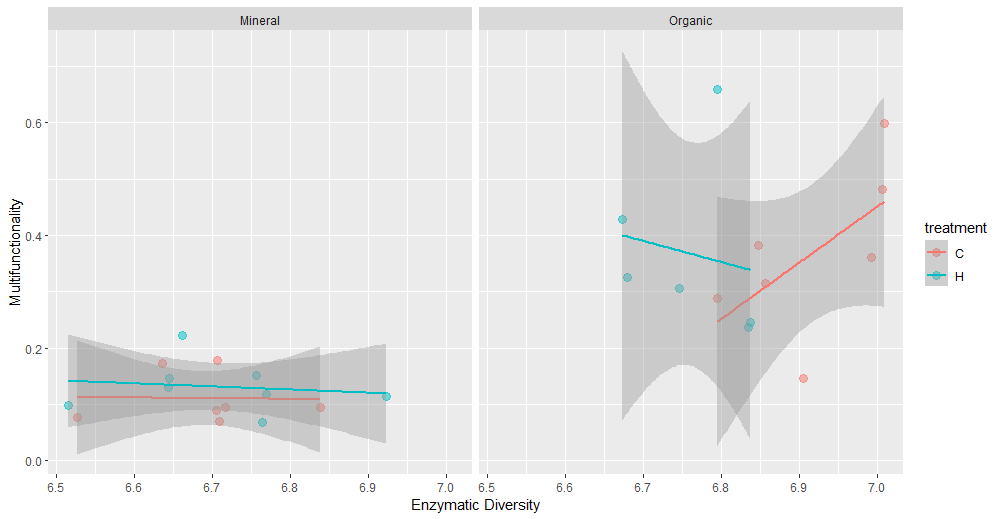 Mineral
Organic
Multifunctionality
0.6
0.4
0.2
0.0
6.5 6.6 6.7 6.8 6.9 7.0
6.5 6.6 6.7 6.8 6.9 7.0
Enzymatic Diversity
treatment
C
H